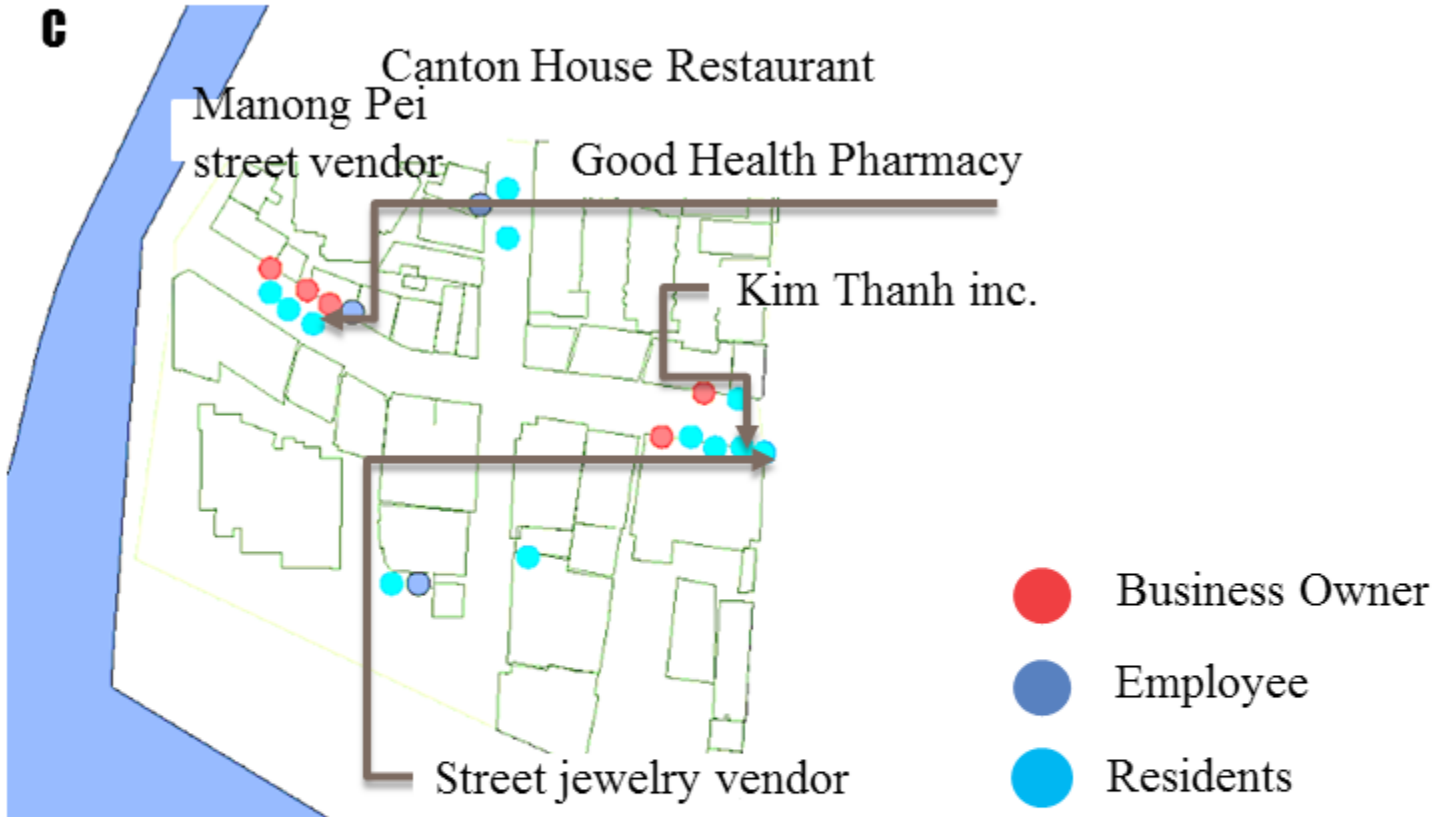 C
Canton House Restaurant
Manong Pei
street vendor
Good Health Pharmacy
Kim Thanh inc.
Business Owner
Employee
Street jewelry vendor
Residents